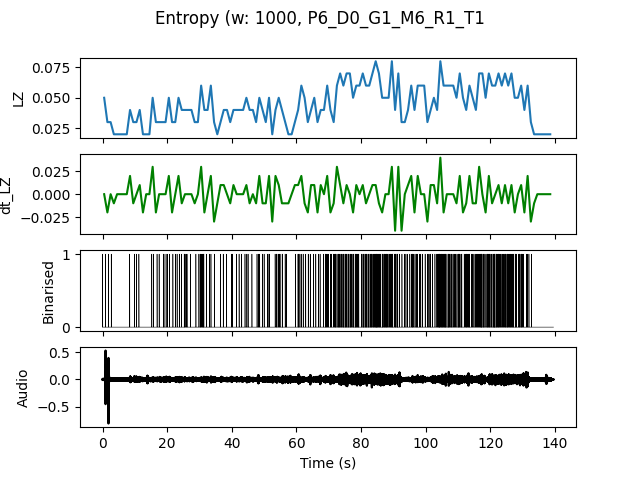 Entropy (w: 1000, P6_D0_G1_M6_R1_T1
0.075
0.050
0.025
LZ
0.025
0.000
−0.025
dt_LZ
1
0
Binarised
0.5
0.0
−0.5
Audio
0 20 40 60 80 100 120 140
Time (s)